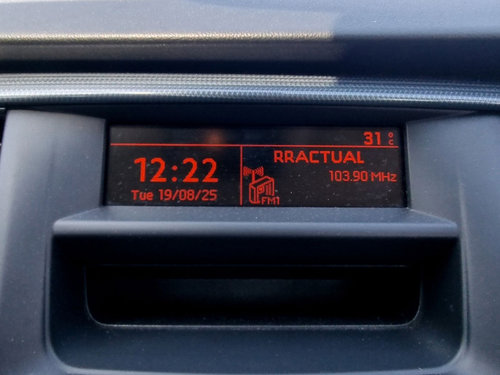 31 °C
12:22
Tue 19/08/25
RRACTUAL
103.90 MHz
FM1